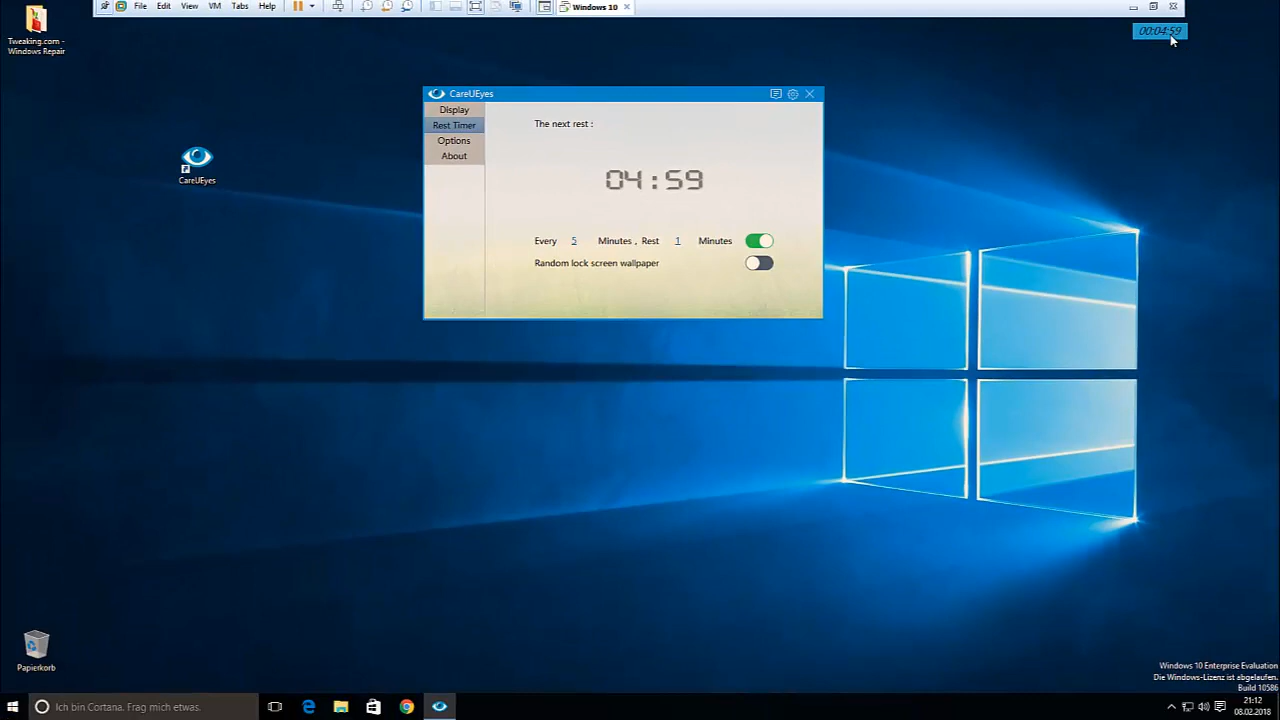 File Edit View VM Tabs Help
Windows 10
Tweaking.com -
Windows Repair
00:04:59
CareUEyes
Display
Rest Timer
Options
About
The next rest :
04:59
Every 5 Minutes , Rest 1 Minutes
Random lock screen wallpaper
CareUEyes
Papierkorb
Windows 10 Enterprise Evaluation
Die Windows-Lizenz ist abgelaufen.
Build 10586
Ich bin Cortana. Frag mich etwas.
21:12
08.02.2018